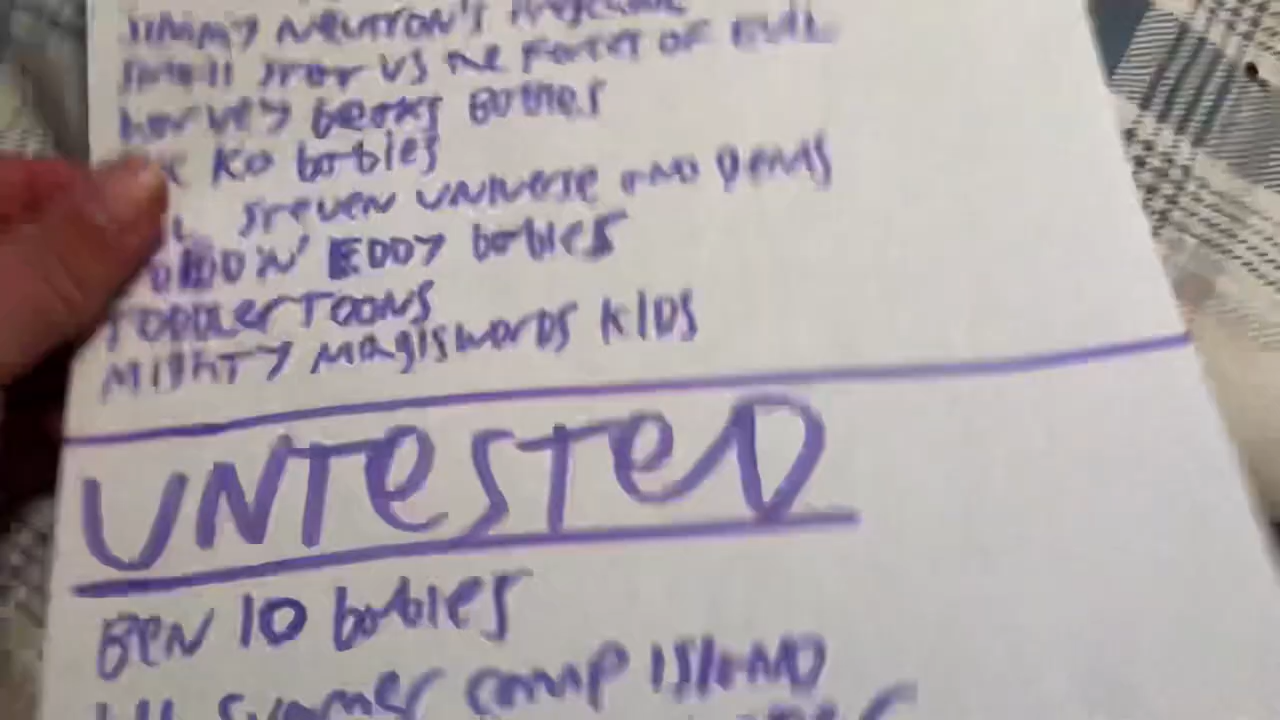 JIMMY NEUTRON'S
SMALL STAR VS THE FORCES OF EVIL
HARVEY BEAKS BABIES
KO babies
STEVEN UNIVERSE AND
EDDY babies
TODDLERTOONS
MIGHTY MAGISWORDS KIDS
UNTESTED
BEN 10 babies
LIL SUMMER CAMP ISLAND